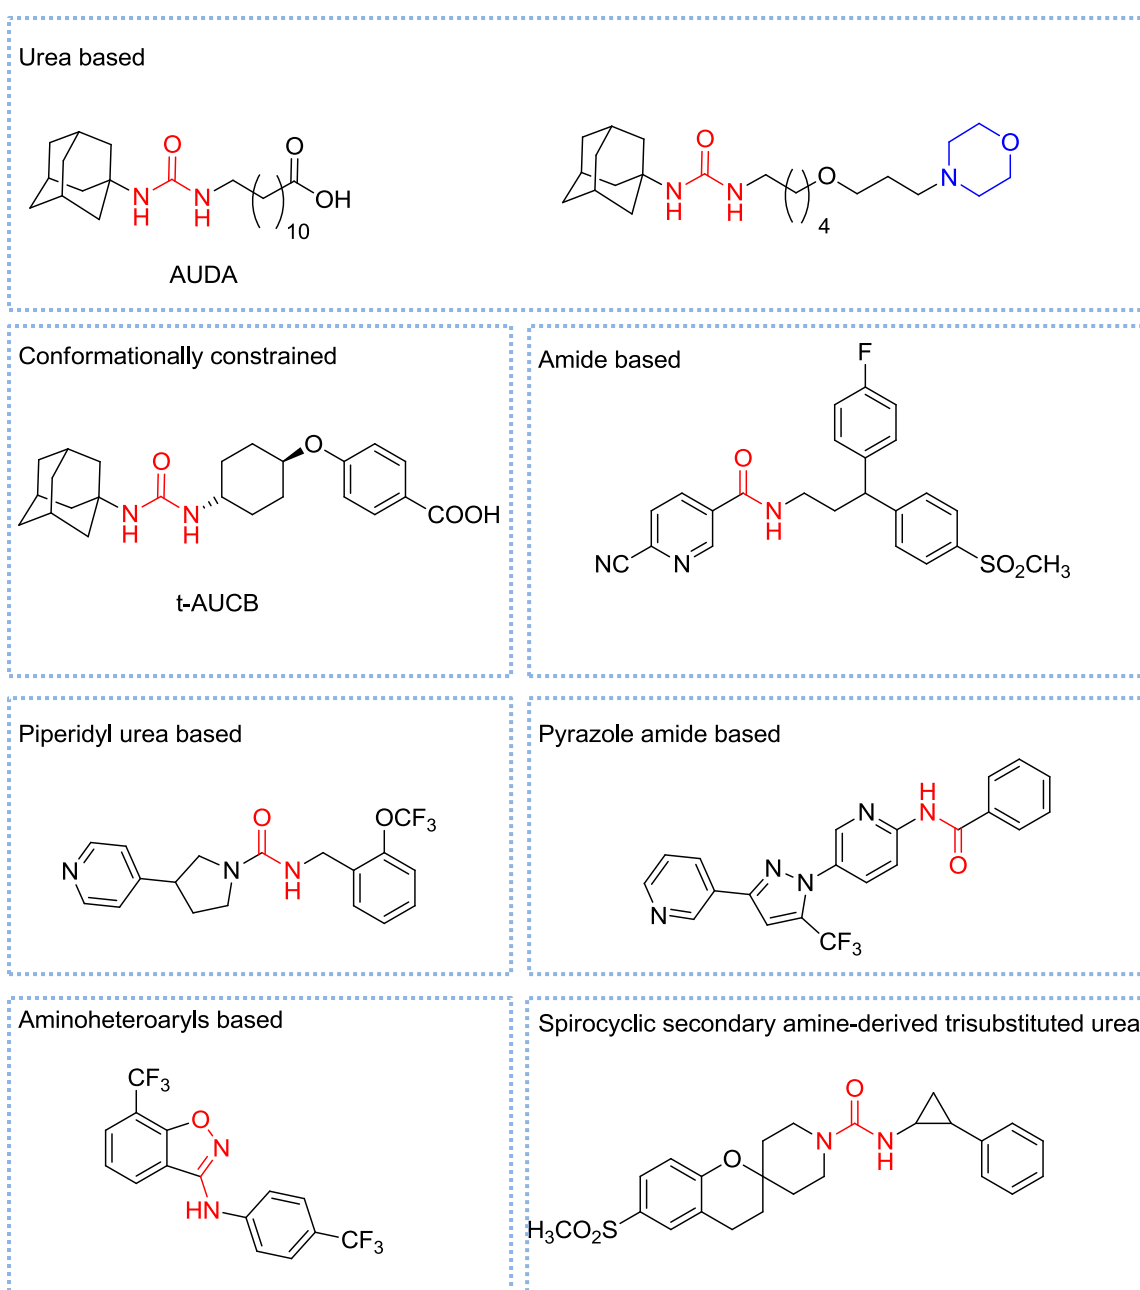 Urea based
O
N
H
N
H
O
OH
10
AUDA
O
N
H
N
H
4
O
N
O
Conformationally constrained
O
N
H
N
H
O
COOH
t-AUCB
Amide based
F
O
N
H
CN
N
SO2CH3
Piperidyl urea based
N
N
O
N
H
OCF3
Pyrazole amide based
N
N
N
CF3
N
H
N
O
Aminoheteroaryls based
CF3
O
N
HN
CF3
Spirocyclic secondary amine-derived trisubstituted urea
H3CO2S
O
N
O
N
H